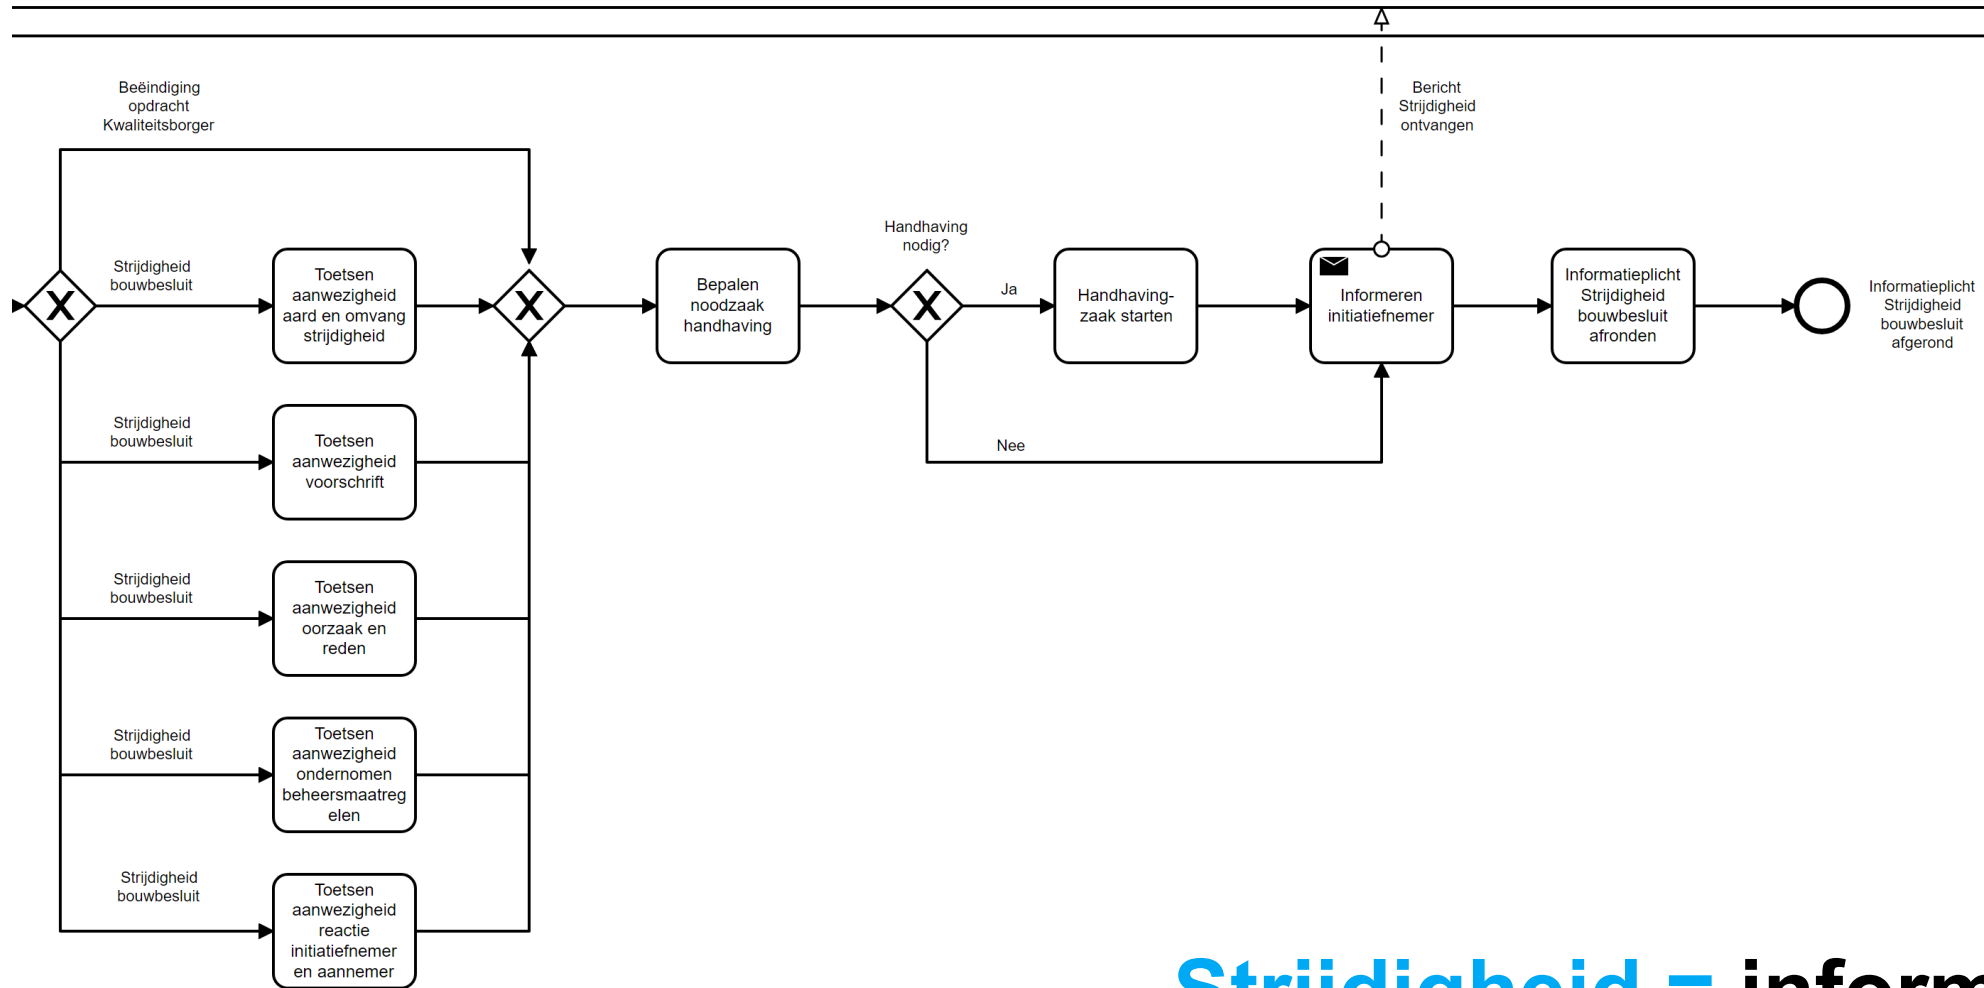 Beëindiging
opdracht
Kwaliteitsborger
Bericht
Strijdigheid
ontvangen
X
Strijdigheid
bouwbesluit
Toetsen
aanwezigheid
aard en omvang
strijdigheid
X
Bepalen
noodzaak
handhaving
Handhaving
nodig?
X
Ja
Nee
Handhaving-
zaak starten
Informeren
initiatiefnemer
Informatieplicht
Strijdigheid
bouwbesluit
afronden
Informatieplicht
Strijdigheid
bouwbesluit
afgerond
Strijdigheid
bouwbesluit
Toetsen
aanwezigheid
voorschrift
Strijdigheid
bouwbesluit
Toetsen
aanwezigheid
oorzaak en
reden
Strijdigheid
bouwbesluit
Toetsen
aanwezigheid
ondernomen
beheersmaatreg
elen
Strijdigheid
bouwbesluit
Toetsen
aanwezigheid
reactie
initiatiefnemer
en aannemer
Strijdigheid = inform